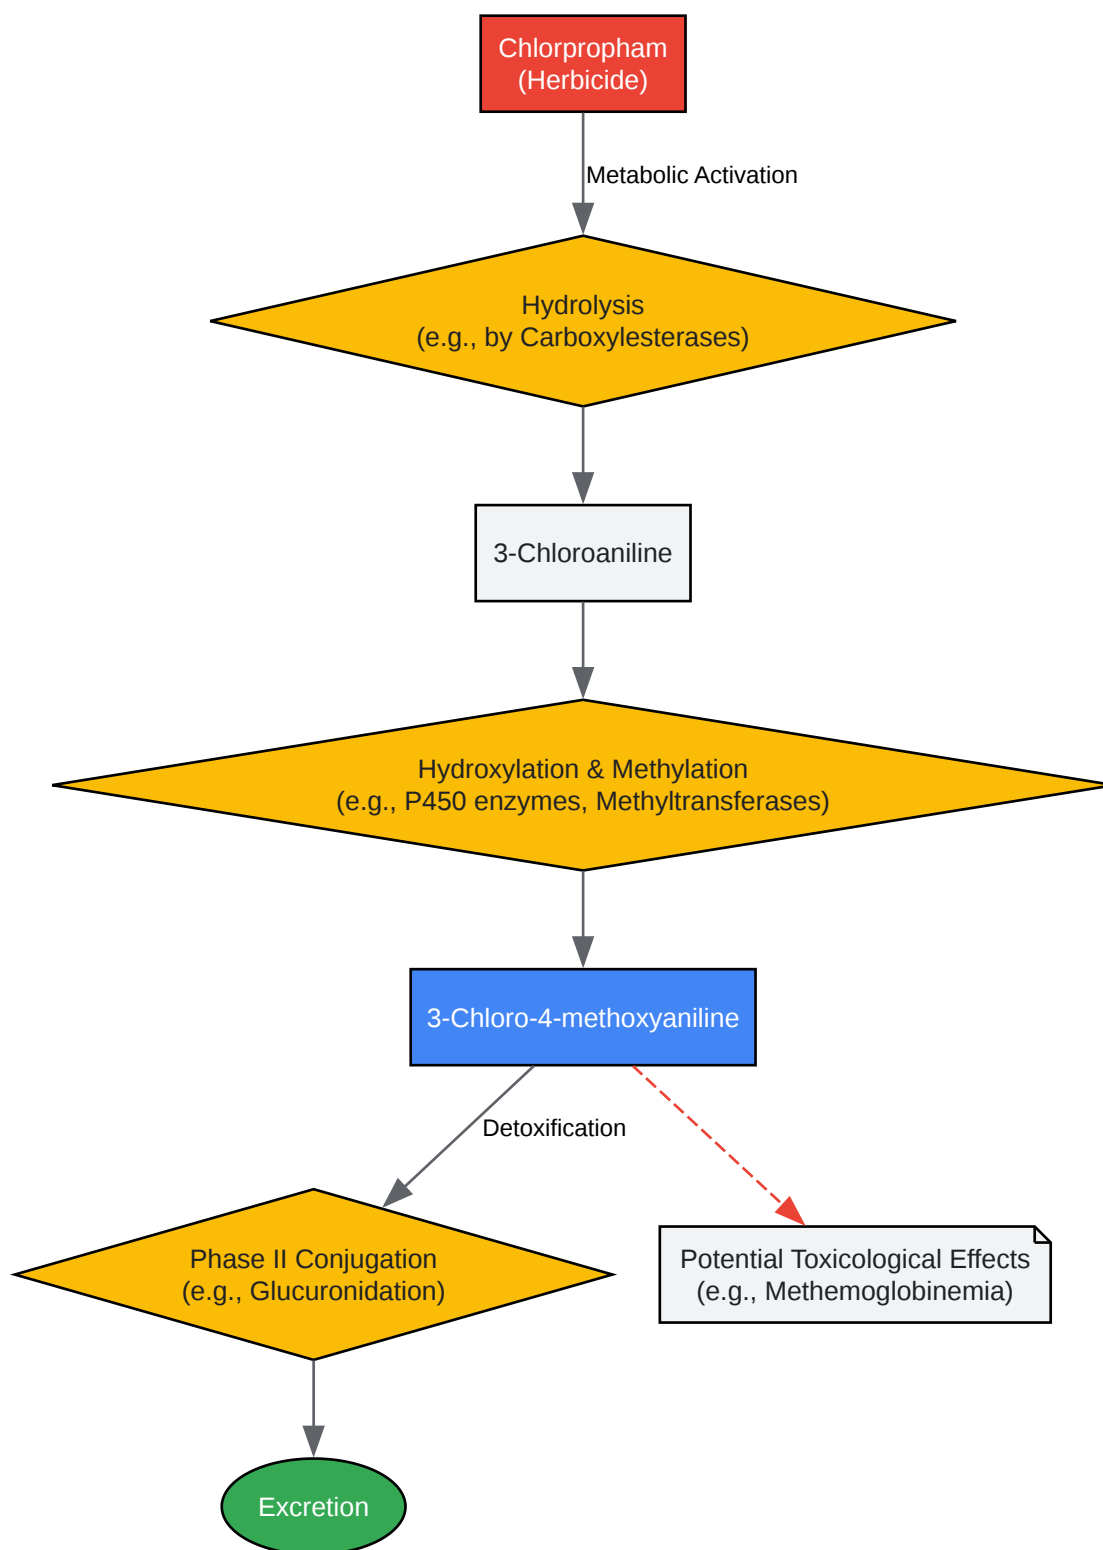 Chlorpropham
(Herbicide)
Metabolic Activation
Hydrolysis
(e.g., by Carboxylesterases)
3-Chloroaniline
Hydroxylation & Methylation
(e.g., P450 enzymes, Methyltransferases)
3-Chloro-4-methoxyaniline
Detoxification
Phase II Conjugation
(e.g., Glucuronidation)
Potential Toxicological Effects
(e.g., Methemoglobinemia)
Excretion